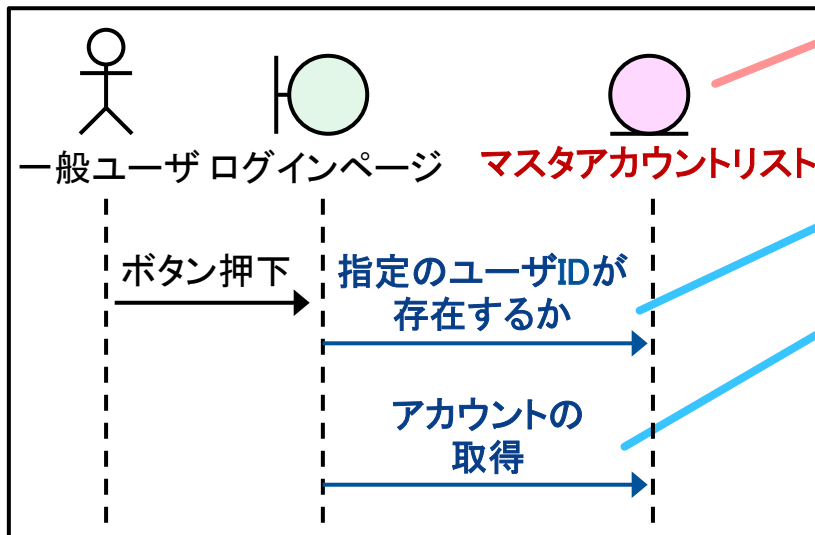 一般ユーザ ログインページ マスタアカウントリスト
ボタン押下
指定のユーザIDが
存在するか
アカウントの
取得